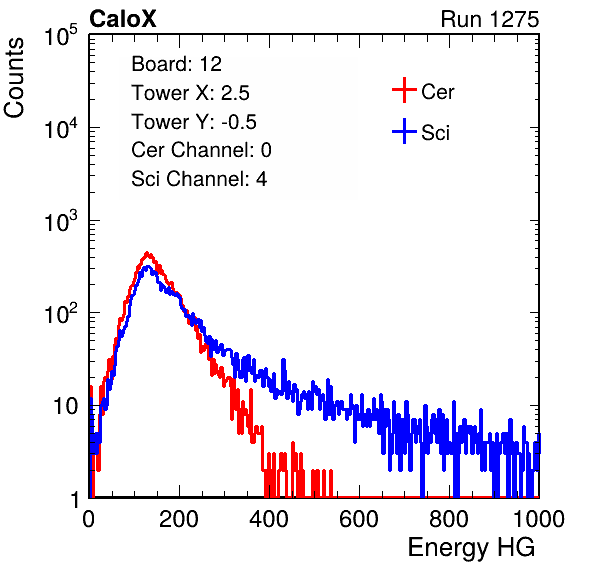 CaloX Run 1275
Counts
10^5
10^4
10^3
10^2
10
1
Board: 12
Tower X: 2.5
Tower Y: -0.5
Cer Channel: 0
Sci Channel: 4
Cer
Sci
0 200 400 600 800 1000
Energy HG